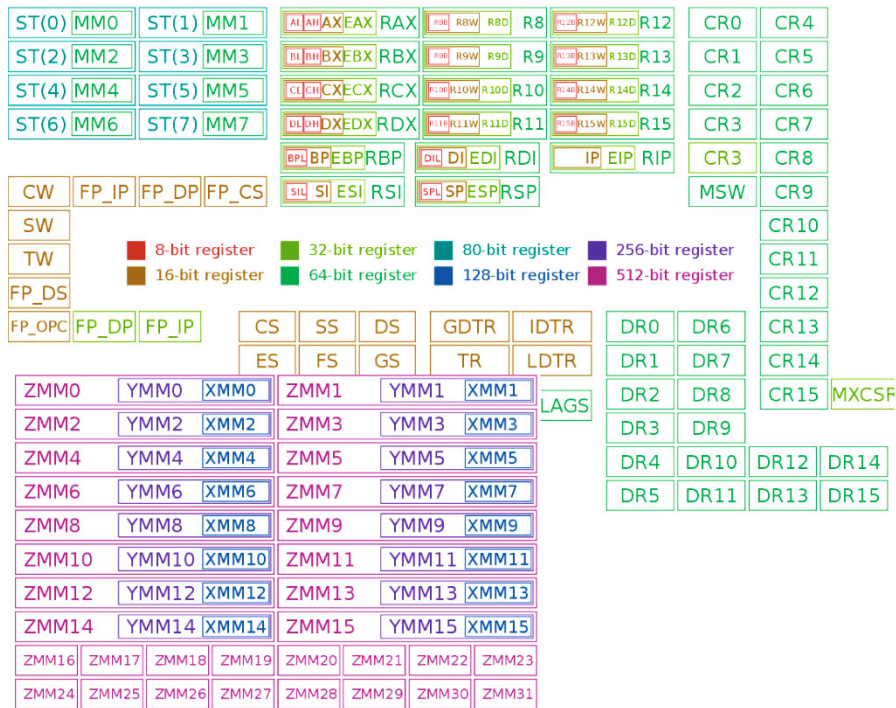 ST(0) MM0 ST(1) MM1 AL AH AX EAX RAX R8B R8W R8D R8 R12B R12W R12D R12 CR0 CR4
ST(2) MM2 ST(3) MM3 BL BH BX EBX RBX R9B R9W R9D R9 R13B R13W R13D R13 CR1 CR5
ST(4) MM4 ST(5) MM5 CL CH CX ECX RCX R10B R10W R10D R10 R14B R14W R14D R14 CR2 CR6
ST(6) MM6 ST(7) MM7 DL DH DX EDX RDX R11B R11W R11D R11 R15B R15W R15D R15 CR3 CR7
BPL BP EBP RBP DIL DI EDI RDI IP EIP RIP CR3 CR8
CW FP_IP FP_DP FP_CS SIL SI ESI RSI SPL SP ESP RSP MSW CR9
SW CR10
8-bit register 32-bit register 80-bit register 256-bit register
TW CR11
16-bit register 64-bit register 128-bit register 512-bit register
FP_DS CR12
FP_OPC FP_DP FP_IP CS SS DS GDTR IDTR DR0 DR6 CR13
ES FS GS TR LDTR DR1 DR7 CR14
ZMM0 YMM0 XMM0 ZMM1 YMM1 XMM1 LAGS DR2 DR8 CR15 MXCSR
ZMM2 YMM2 XMM2 ZMM3 YMM3 XMM3 DR3 DR9
ZMM4 YMM4 XMM4 ZMM5 YMM5 XMM5 DR4 DR10 DR12 DR14
ZMM6 YMM6 XMM6 ZMM7 YMM7 XMM7 DR5 DR11 DR13 DR15
ZMM8 YMM8 XMM8 ZMM9 YMM9 XMM9
ZMM10 YMM10 XMM10 ZMM11 YMM11 XMM11
ZMM12 YMM12 XMM12 ZMM13 YMM13 XMM13
ZMM14 YMM14 XMM14 ZMM15 YMM15 XMM15
ZMM16 ZMM17 ZMM18 ZMM19 ZMM20 ZMM21 ZMM22 ZMM23
ZMM24 ZMM25 ZMM26 ZMM27 ZMM28 ZMM29 ZMM30 ZMM31